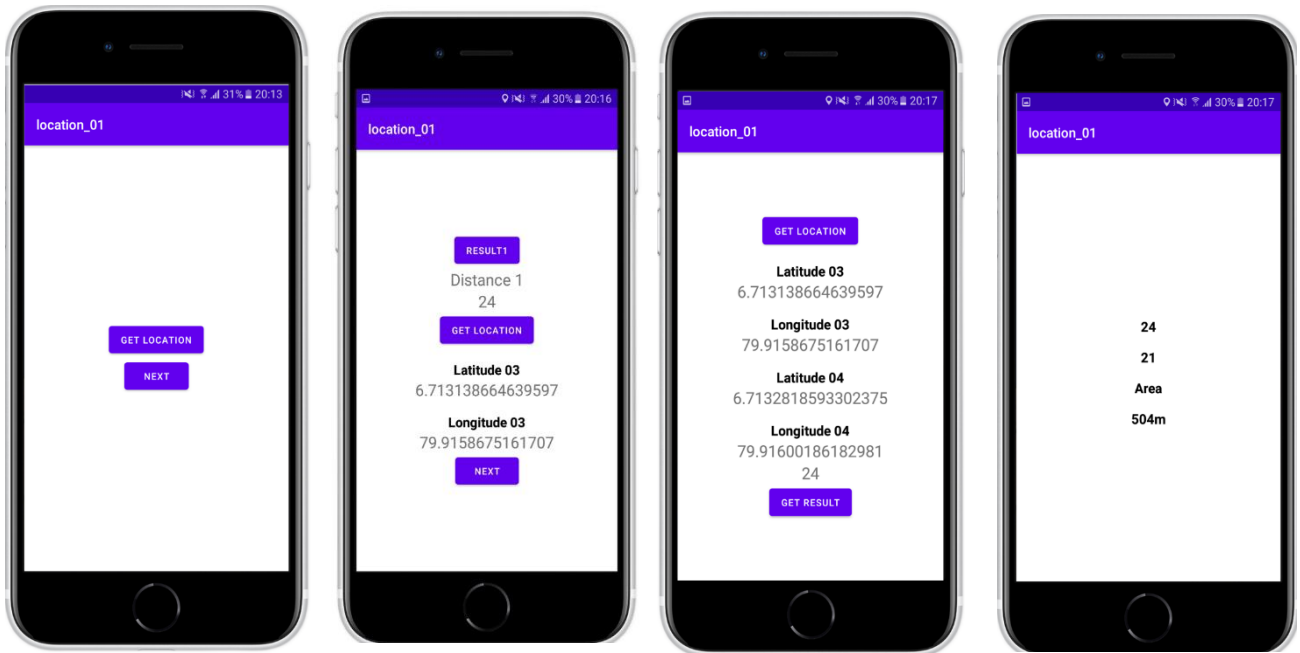 31% 20:13
location_01
GET LOCATION
NEXT
30% 20:16
location_01
RESULT1
Distance 1
24
GET LOCATION
Latitude 03
6.713138664639597
Longitude 03
79.9158675161707
NEXT
30% 20:17
location_01
GET LOCATION
Latitude 03
6.713138664639597
Longitude 03
79.9158675161707
Latitude 04
6.7132818593302375
Longitude 04
79.91600186182981
24
GET RESULT
30% 20:17
location_01
24
21
Area
504m